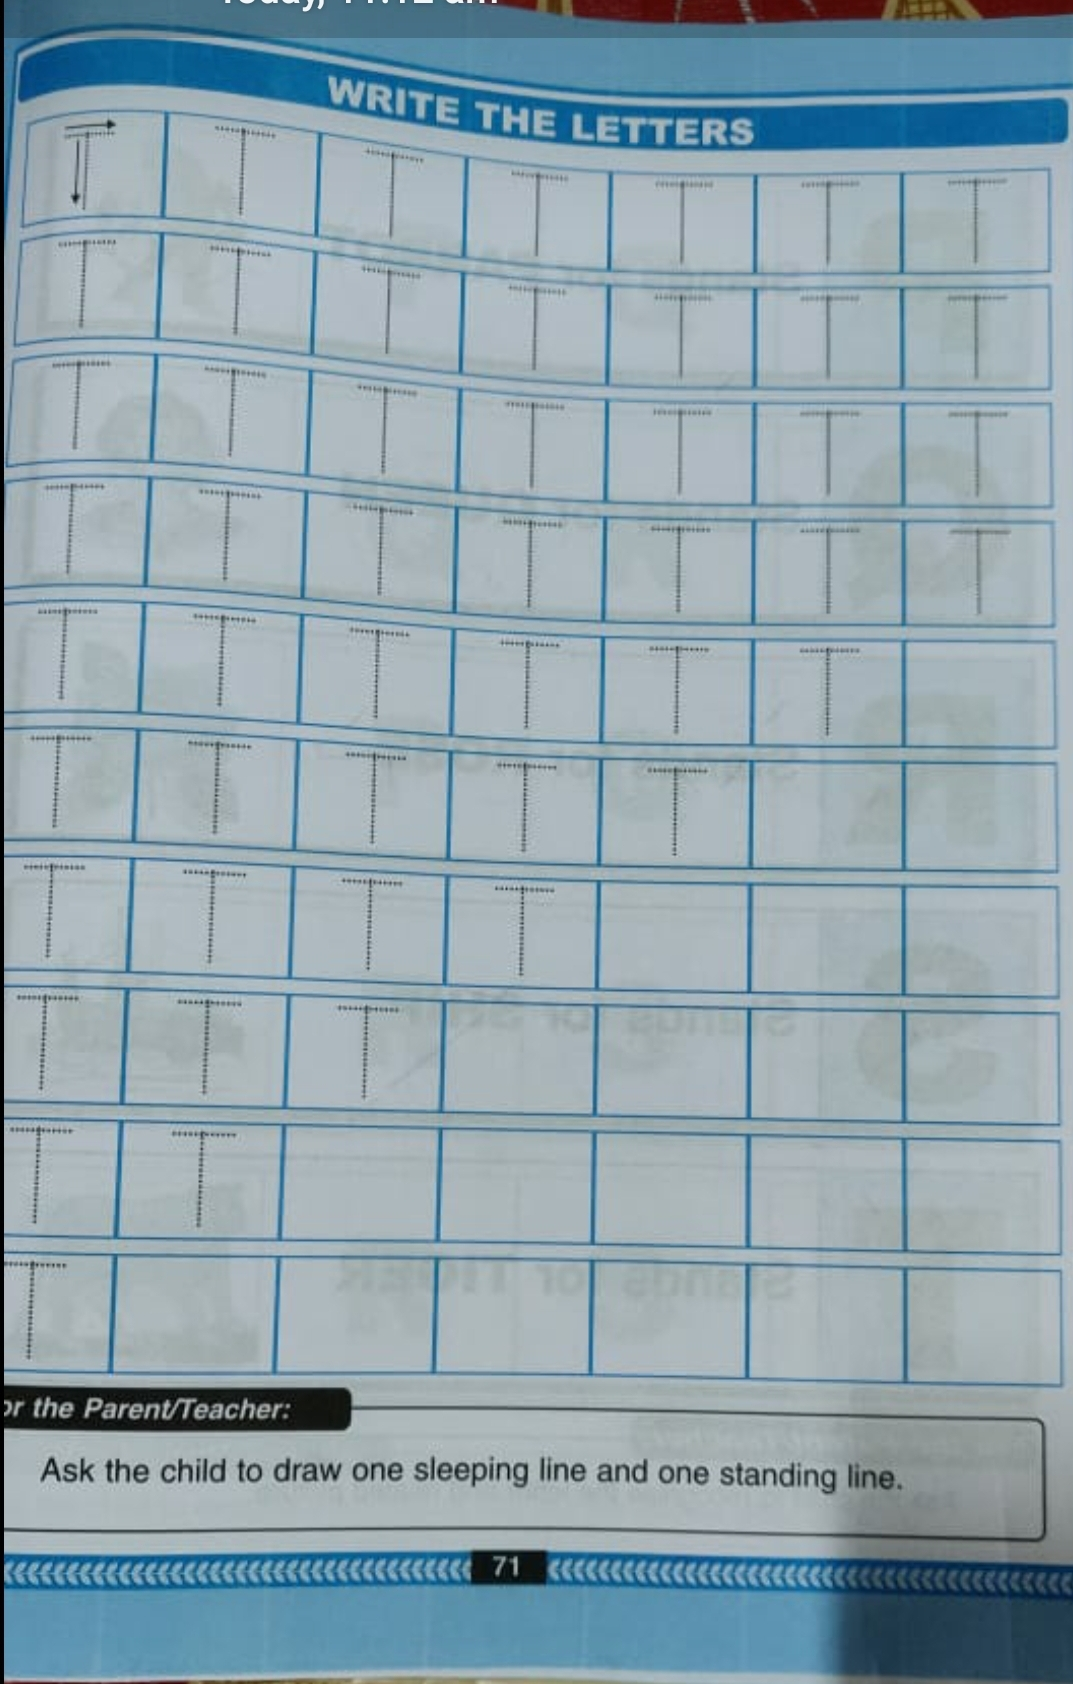 WRITE THE LETTERS
T T T T T T T
T T T T T T T
T T T T T T T
T T T T T T T
T T T T T T
T T T T T
T T T T
T T T
T T
T
the Parent/Teacher:
Ask the child to draw one sleeping line and one standing line.
71